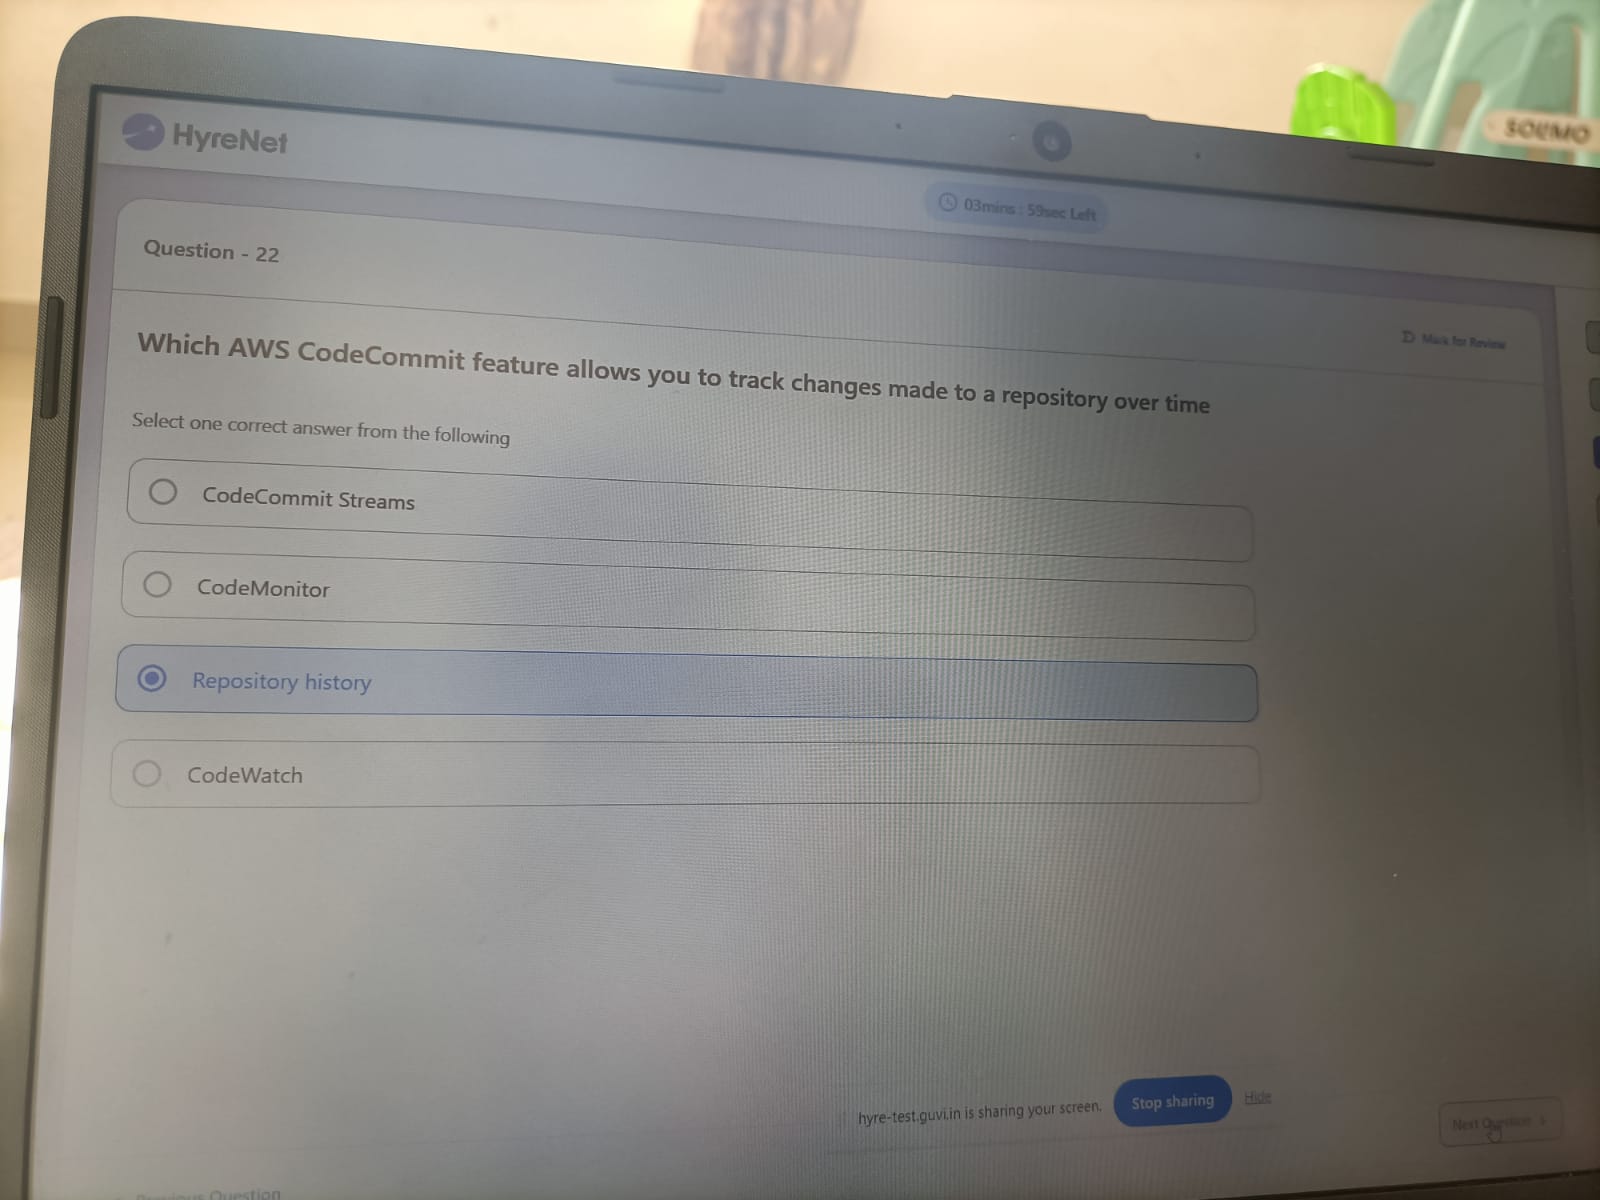 SOUMO
HyreNet
03mins : 59sec Left
Question - 22
Mark for Review
Which AWS CodeCommit feature allows you to track changes made to a repository over time
Select one correct answer from the following
CodeCommit Streams
CodeMonitor
Repository history
CodeWatch
hyre-test.guvi.in is sharing your screen.
Stop sharing
Hide
Next Question
Previous Question